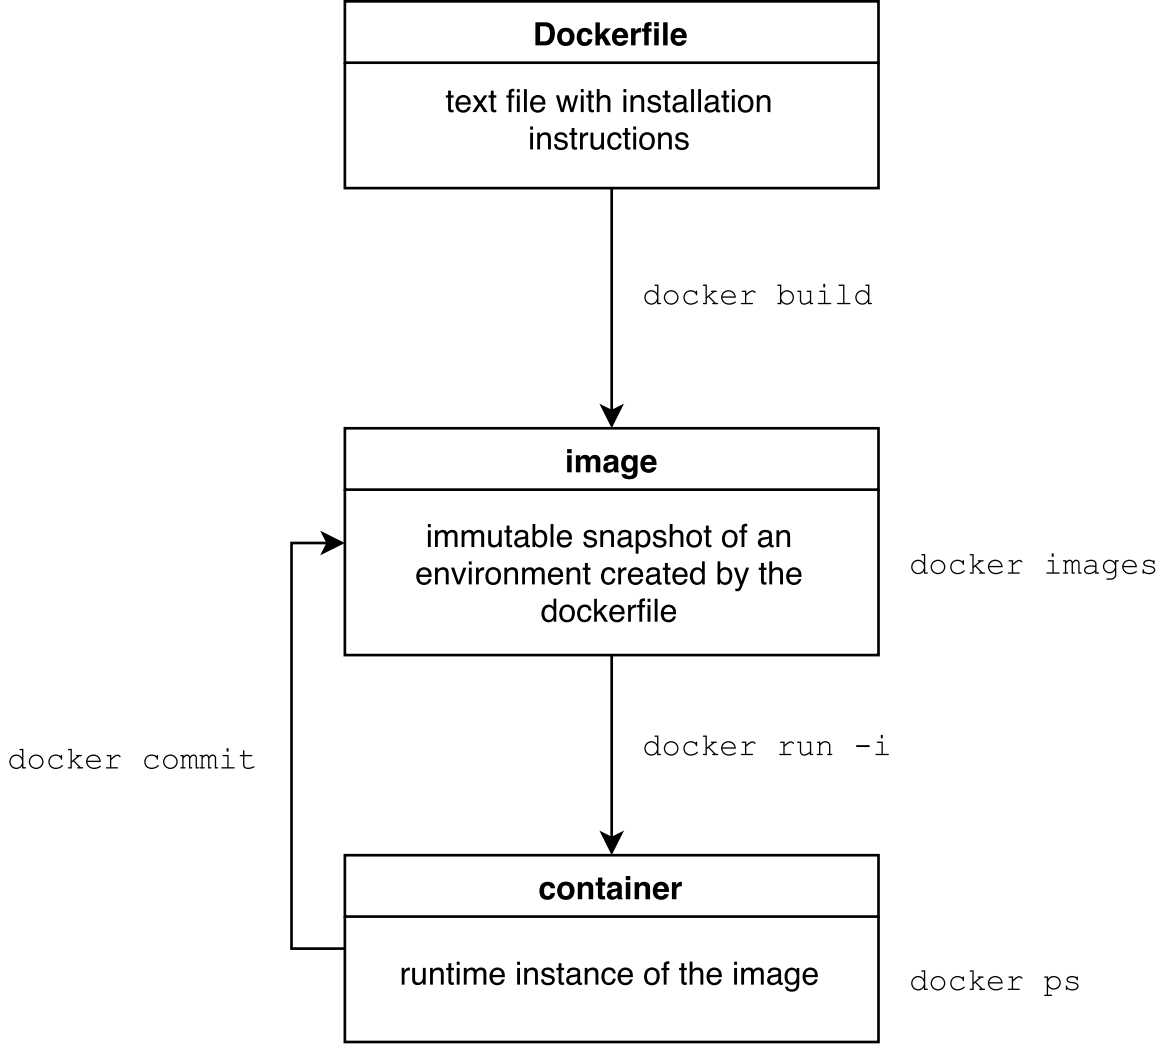 Dockerfile
text file with installation
instructions
docker build
image
immutable snapshot of an
environment created by the
dockerfile
docker images
docker run -i
docker commit
container
runtime instance of the image
docker ps